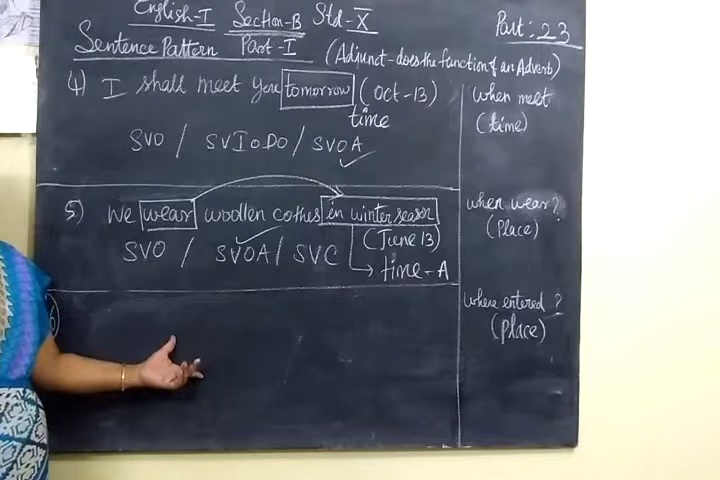 English-I Section-B Std-X
Part: 23
Sentence Pattern Part-I (Adjunct-does the function of an Adverb)
4) I shall meet you tomorrow (Oct-13)
time
SVO / SVIODO / SVOA ✓
when meet
(time)
5) We wear woollen cothes in winter season
(June 13)
SVO / SVOA / SVC
time-A
when wear?
(Place)
where entered?
(place)